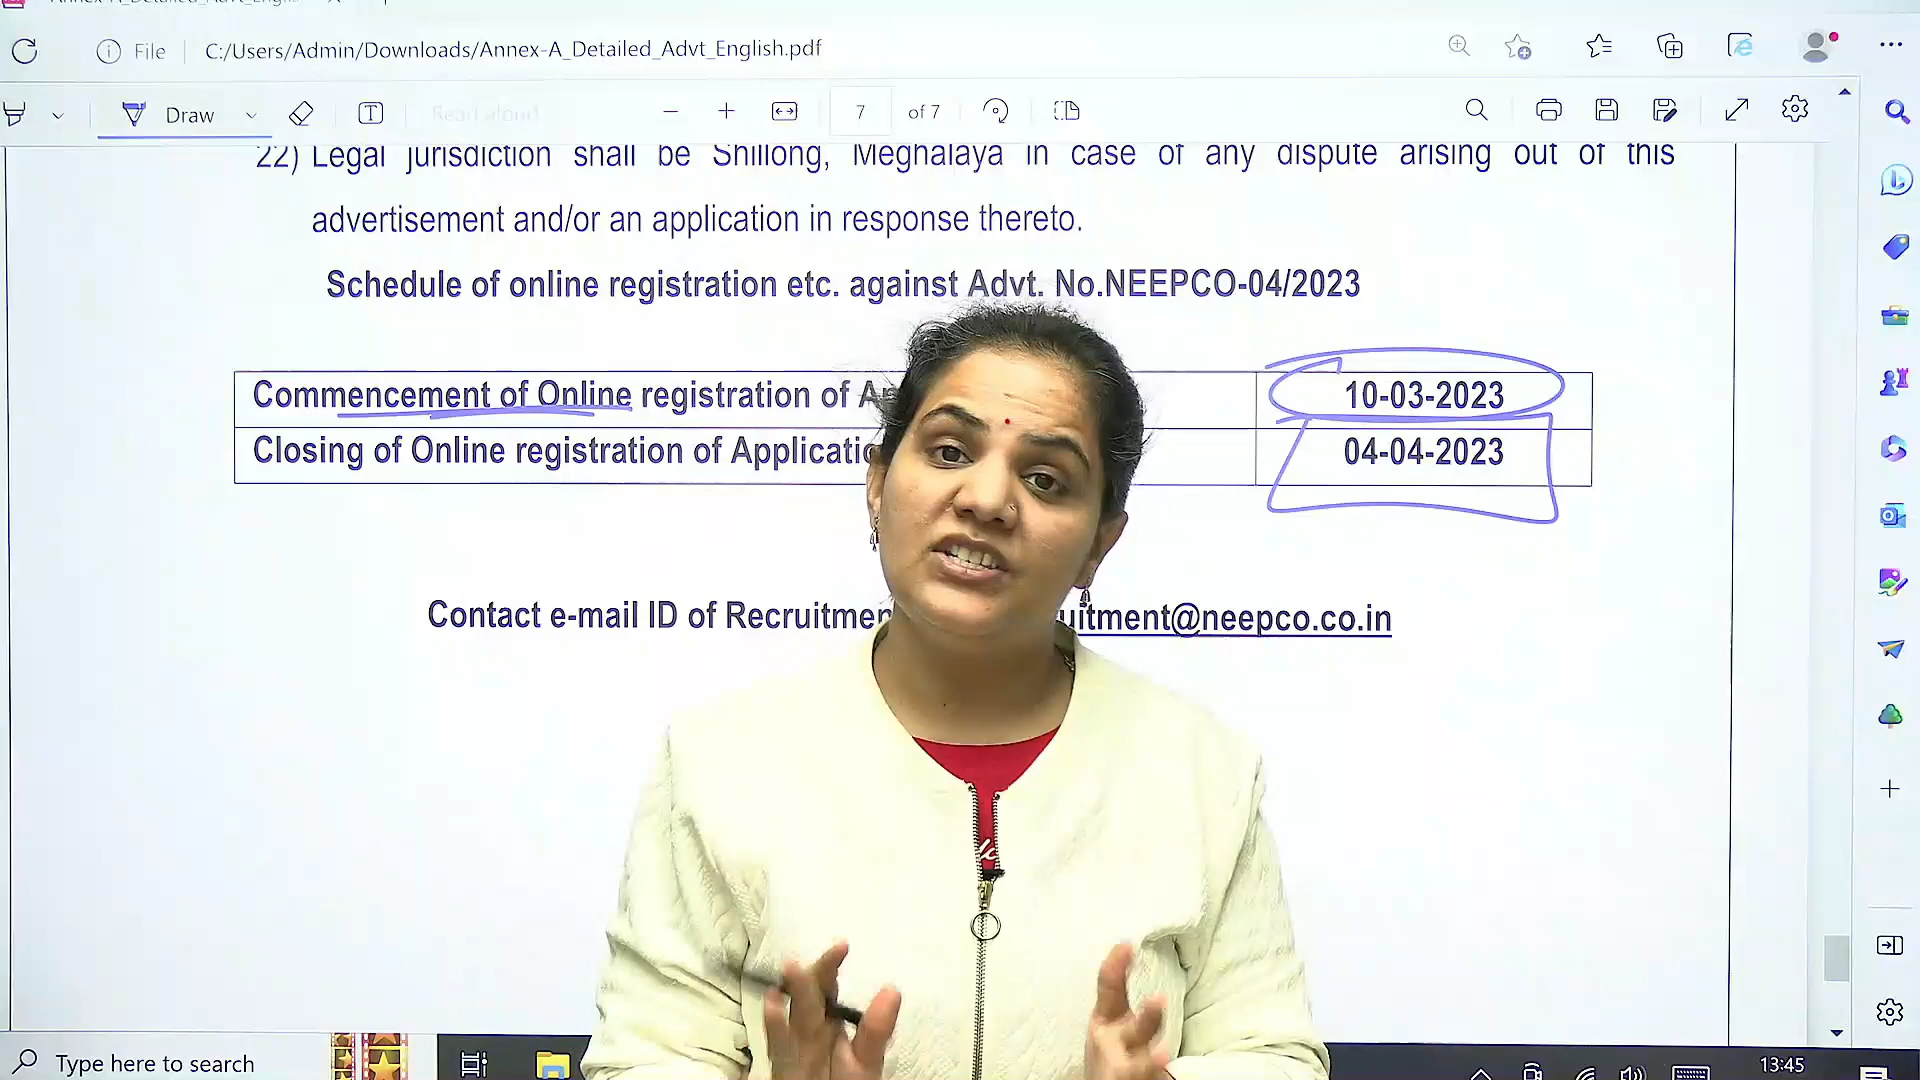 File C:/Users/Admin/Downloads/Annex-A_Detailed_Advt_English.pdf
Draw T Read aloud 7 of 7
22) Legal jurisdiction shall be Shillong, Meghalaya in case of any dispute arising out of this
advertisement and/or an application in response thereto.
Schedule of online registration etc. against Advt. No.NEEPCO-04/2023
Commencement of Online registration of 10-03-2023
Closing of Online registration of 04-04-2023
Contact e-mail ID of uitment@neepco.co.in
Type here to search
13:45